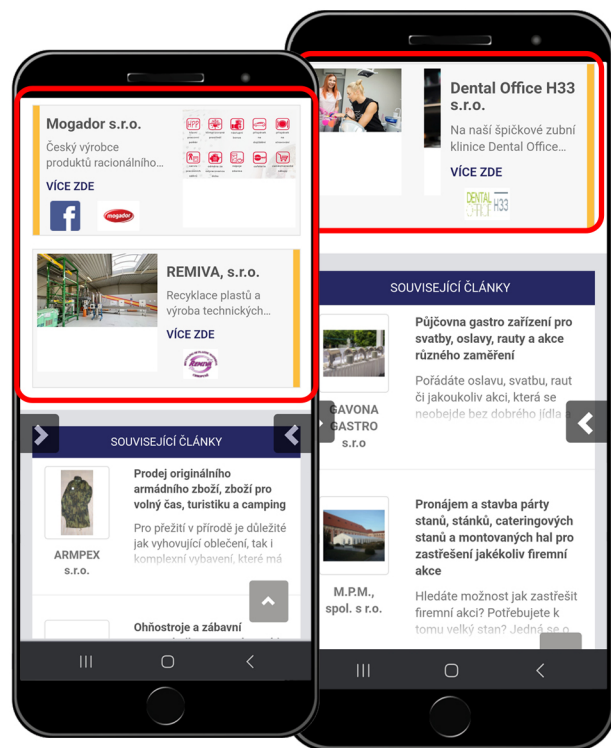 Mogador s.r.o.
Český výrobce
produktů racionálního...
VÍCE ZDE
mogador
HPP
REMIVA, s.r.o.
Recyklace plastů a
výroba technických...
VÍCE ZDE
REMIVA
SOUVISEJÍCÍ ČLÁNKY
ARMPEX
s.r.o.
Prodej originálního
armádního zboží, zboží pro
volný čas, turistiku a camping
Pro přežití v přírodě je důležité
jak vyhovující oblečení, tak i
komplexní vybavení, které má
Ohňostroje a zábavní
Dental Office H33
s.r.o.
Na naší špičkové zubní
klinice Dental Office...
VÍCE ZDE
DENTAL
OFFICE H33
SOUVISEJÍCÍ ČLÁNKY
GAVONA
GASTRO
s.r.o
Půjčovna gastro zařízení pro
svatby, oslavy, rauty a akce
různého zaměření
Pořádáte oslavu, svatbu, raut
či jakoukoliv akci, která se
neobejde bez dobrého jídla a
M.P.M.,
spol. s r.o.
Pronájem a stavba párty
stanů, stánků, cateringových
stanů a montovaných hal pro
zastřešení jakékoliv firemní
akce
Hledáte možnost jak zastřešit
firemní akci? Potřebujete k
tomu velký stan? Jedná se o